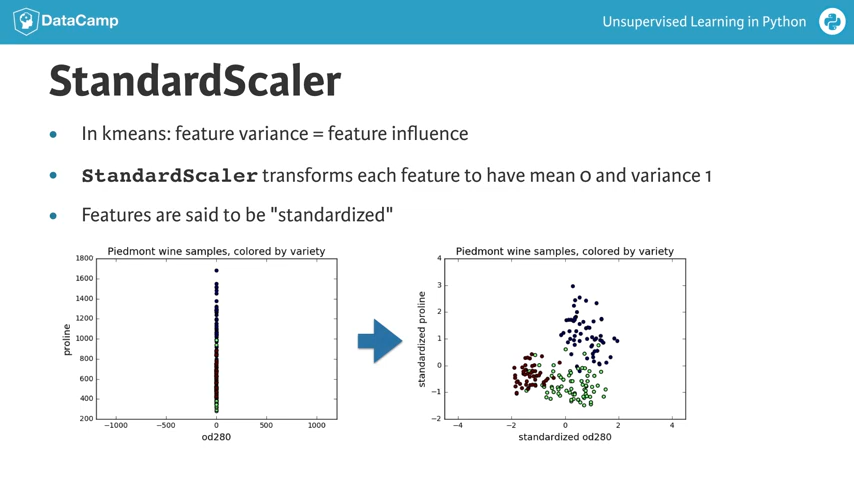 DataCamp
Unsupervised Learning in Python
StandardScaler
In kmeans: feature variance = feature influence
StandardScaler transforms each feature to have mean 0 and variance 1
Features are said to be "standardized"
Piedmont wine samples, colored by variety
1800
1600
1400
1200
1000
800
600
400
200
proline
−1000
−500
0
500
1000
od280
Piedmont wine samples, colored by variety
4
3
2
1
0
−1
−2
standardized proline
−4
−2
0
2
4
standardized od280